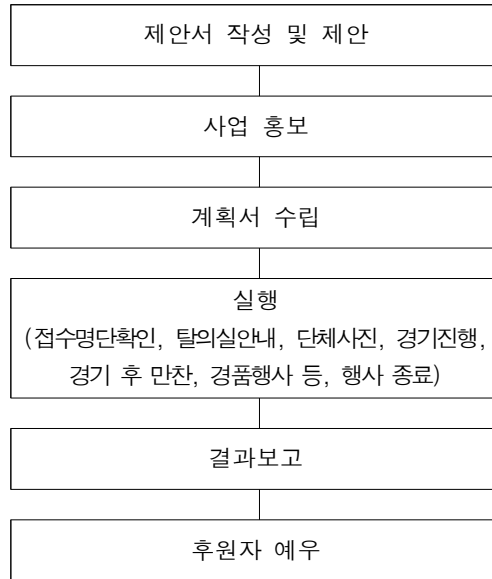 제안서 작성 및 제안
사업 홍보
계획서 수립
실행
(접수명단확인, 탈의실안내, 단체사진, 경기진행,
경기 후 만찬, 경품행사 등, 행사 종료)
결과보고
후원자 예우